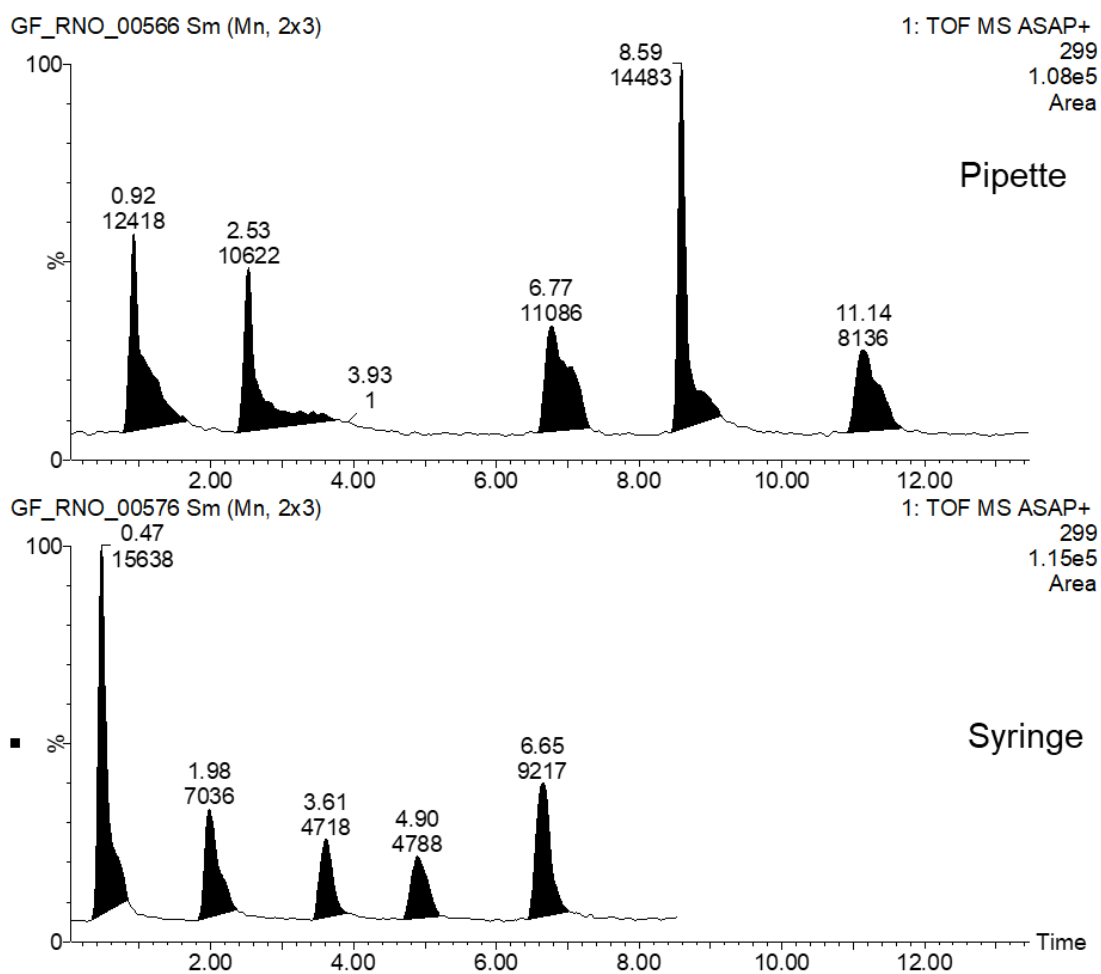 GF_RNO_00566 Sm (Mn, 2x3)
1: TOF MS ASAP+
299
1.08e5
Area
Pipette
100
%
0
0.92
12418
2.53
10622
3.93
1
6.77
11086
8.59
14483
11.14
8136
2.00 4.00 6.00 8.00 10.00 12.00
GF_RNO_00576 Sm (Mn, 2x3)
1: TOF MS ASAP+
299
1.15e5
Area
Syringe
100
%
0
0.47
15638
1.98
7036
3.61
4718
4.90
4788
6.65
9217
2.00 4.00 6.00 8.00 10.00 12.00
Time